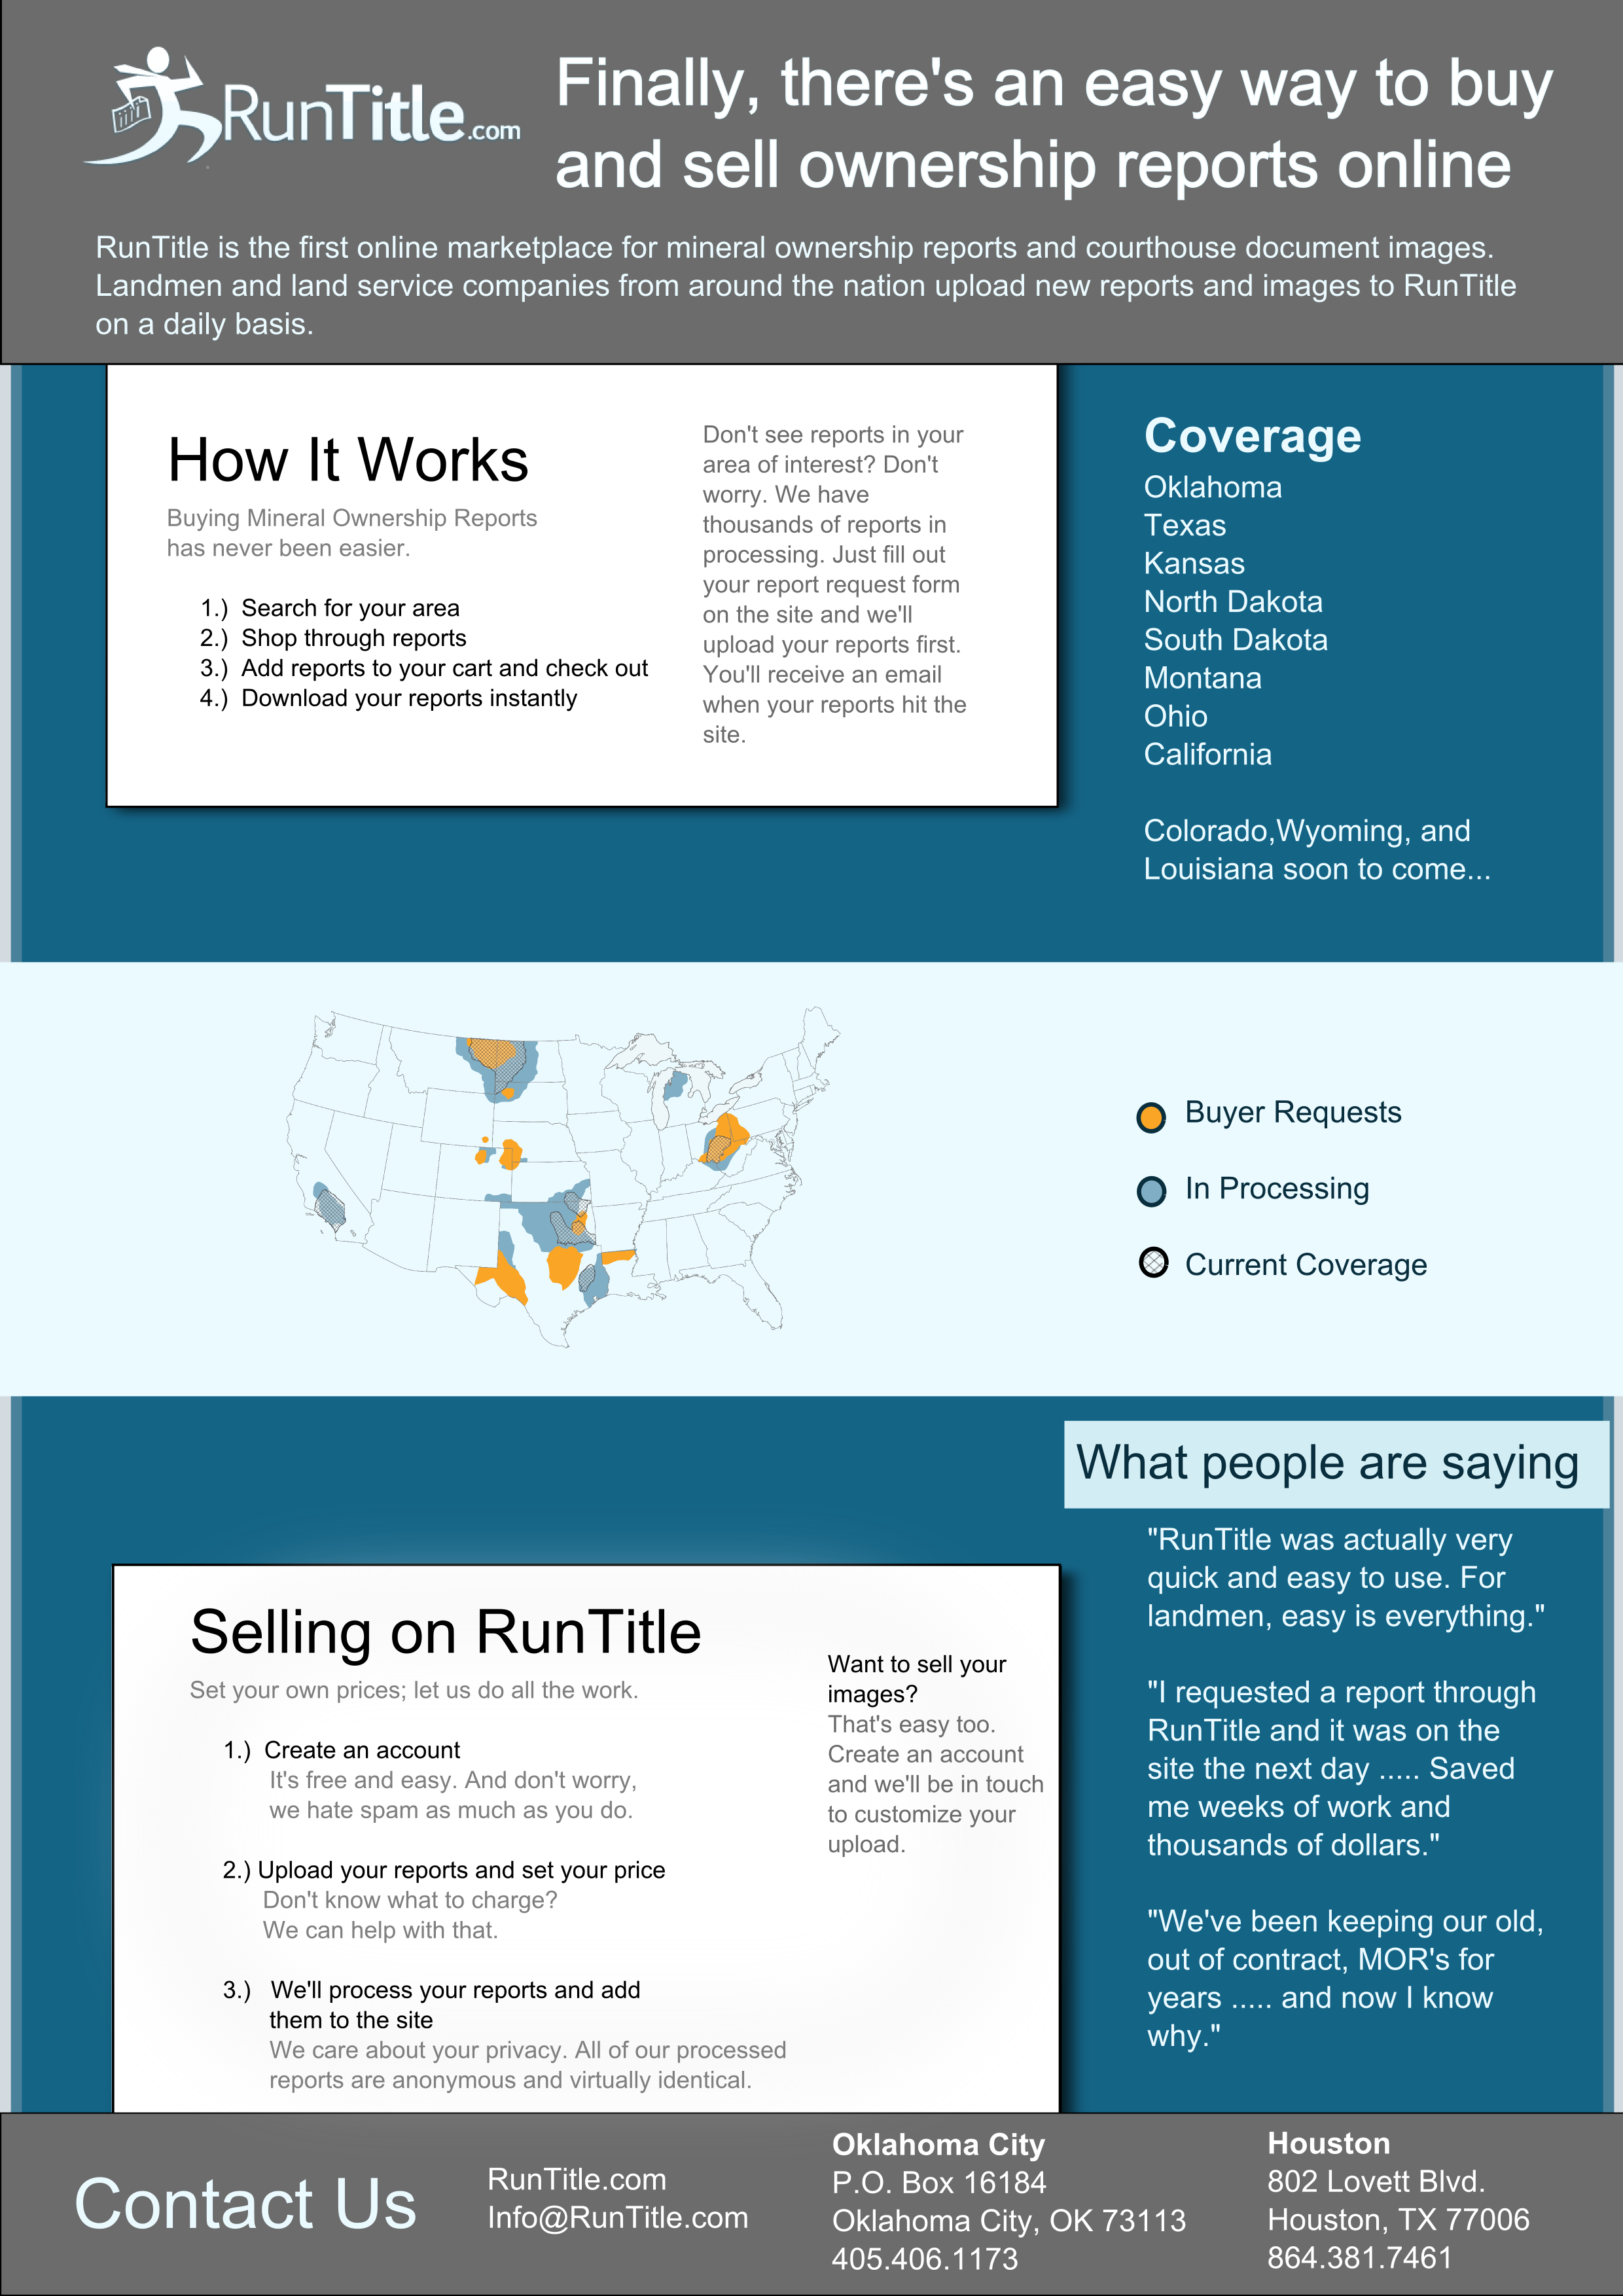 RunTitle.com
Finally, there's an easy way to buy
and sell ownership reports online
RunTitle is the first online marketplace for mineral ownership reports and courthouse document images.
Landmen and land service companies from around the nation upload new reports and images to RunTitle
on a daily basis.
How It Works
Buying Mineral Ownership Reports
has never been easier.
1.) Search for your area
2.) Shop through reports
3.) Add reports to your cart and check out
4.) Download your reports instantly
Don't see reports in your
area of interest? Don't
worry. We have
thousands of reports in
processing. Just fill out
your report request form
on the site and we'll
upload your reports first.
You'll receive an email
when your reports hit the
site.
Coverage
Oklahoma
Texas
Kansas
North Dakota
South Dakota
Montana
Ohio
California
Colorado,Wyoming, and
Louisiana soon to come...
Buyer Requests
In Processing
Current Coverage
What people are saying
"RunTitle was actually very
quick and easy to use. For
landmen, easy is everything."
"I requested a report through
RunTitle and it was on the
site the next day ..... Saved
me weeks of work and
thousands of dollars."
"We've been keeping our old,
out of contract, MOR's for
years ..... and now I know
why."
Selling on RunTitle
Set your own prices; let us do all the work.
1.) Create an account
It's free and easy. And don't worry,
we hate spam as much as you do.
2.) Upload your reports and set your price
Don't know what to charge?
We can help with that.
3.) We'll process your reports and add
them to the site
We care about your privacy. All of our processed
reports are anonymous and virtually identical.
Want to sell your
images?
That's easy too.
Create an account
and we'll be in touch
to customize your
upload.
Contact Us
RunTitle.com
Info@RunTitle.com
Oklahoma City
P.O. Box 16184
Oklahoma City, OK 73113
405.406.1173
Houston
802 Lovett Blvd.
Houston, TX 77006
864.381.7461